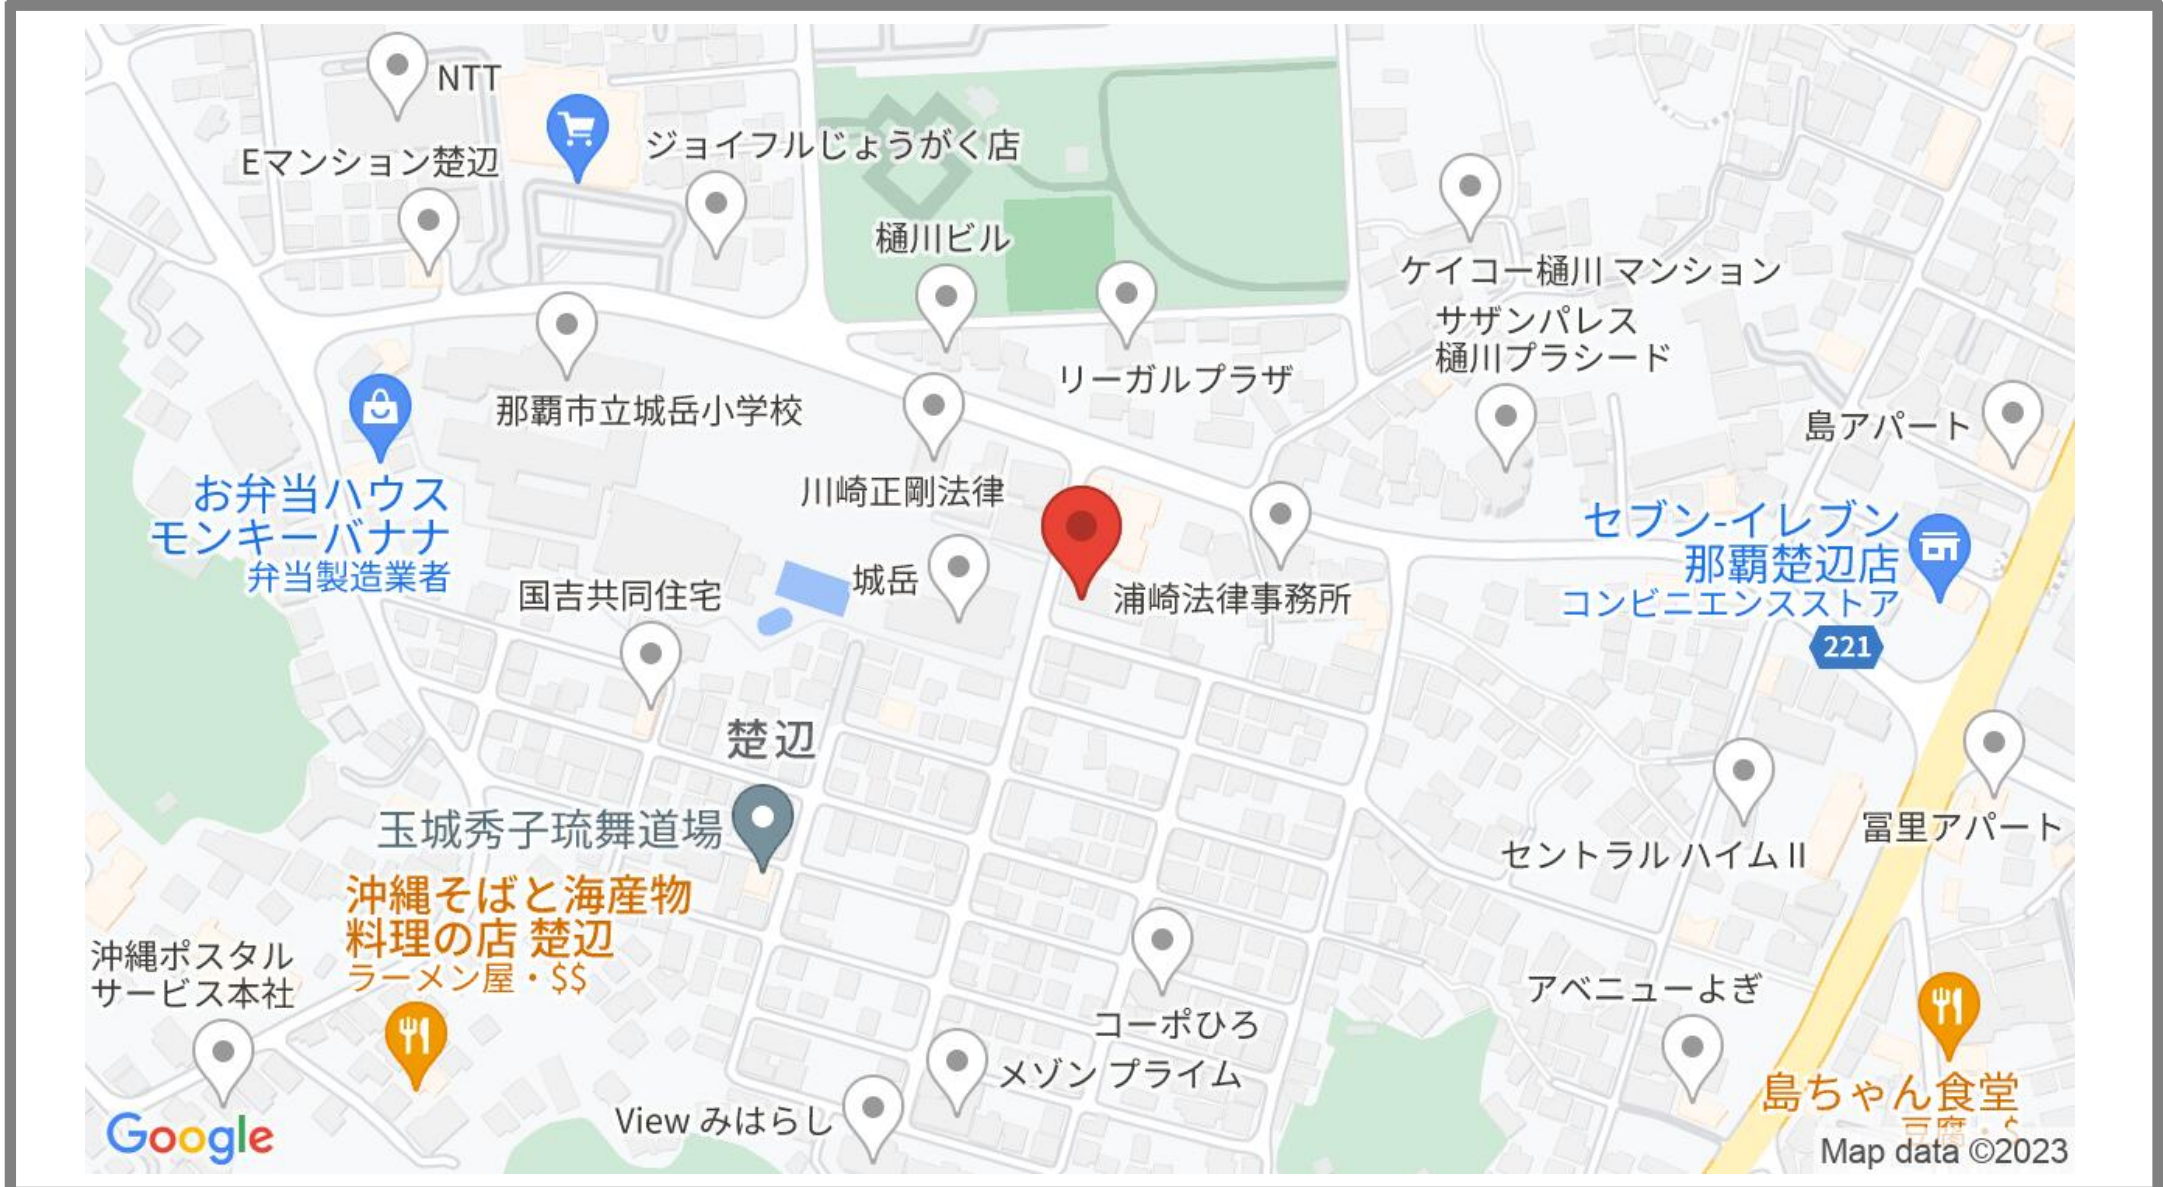 NTT
Eマンション楚辺
ジョイフルじょうがく店
樋川ビル
ケイコー樋川 マンション
サザンパレス
樋川プラシード
リーガルプラザ
那覇市立城岳小学校
島アパート
お弁当ハウス
モンキーバナナ
弁当製造業者
川崎正剛法律
セブン-イレブン
那覇楚辺店
コンビニエンスストア
城岳
国吉共同住宅
浦崎法律事務所
221
楚辺
玉城秀子琉舞道場
セントラル ハイム II
冨里アパート
沖縄そばと海産物
料理の店 楚辺
ラーメン屋・$$
沖縄ポスタル
サービス本社
アベニューよぎ
コーポひろ
メゾン プライム
View みはらし
島ちゃん食堂
豆腐・$
Google
Map data ©2023